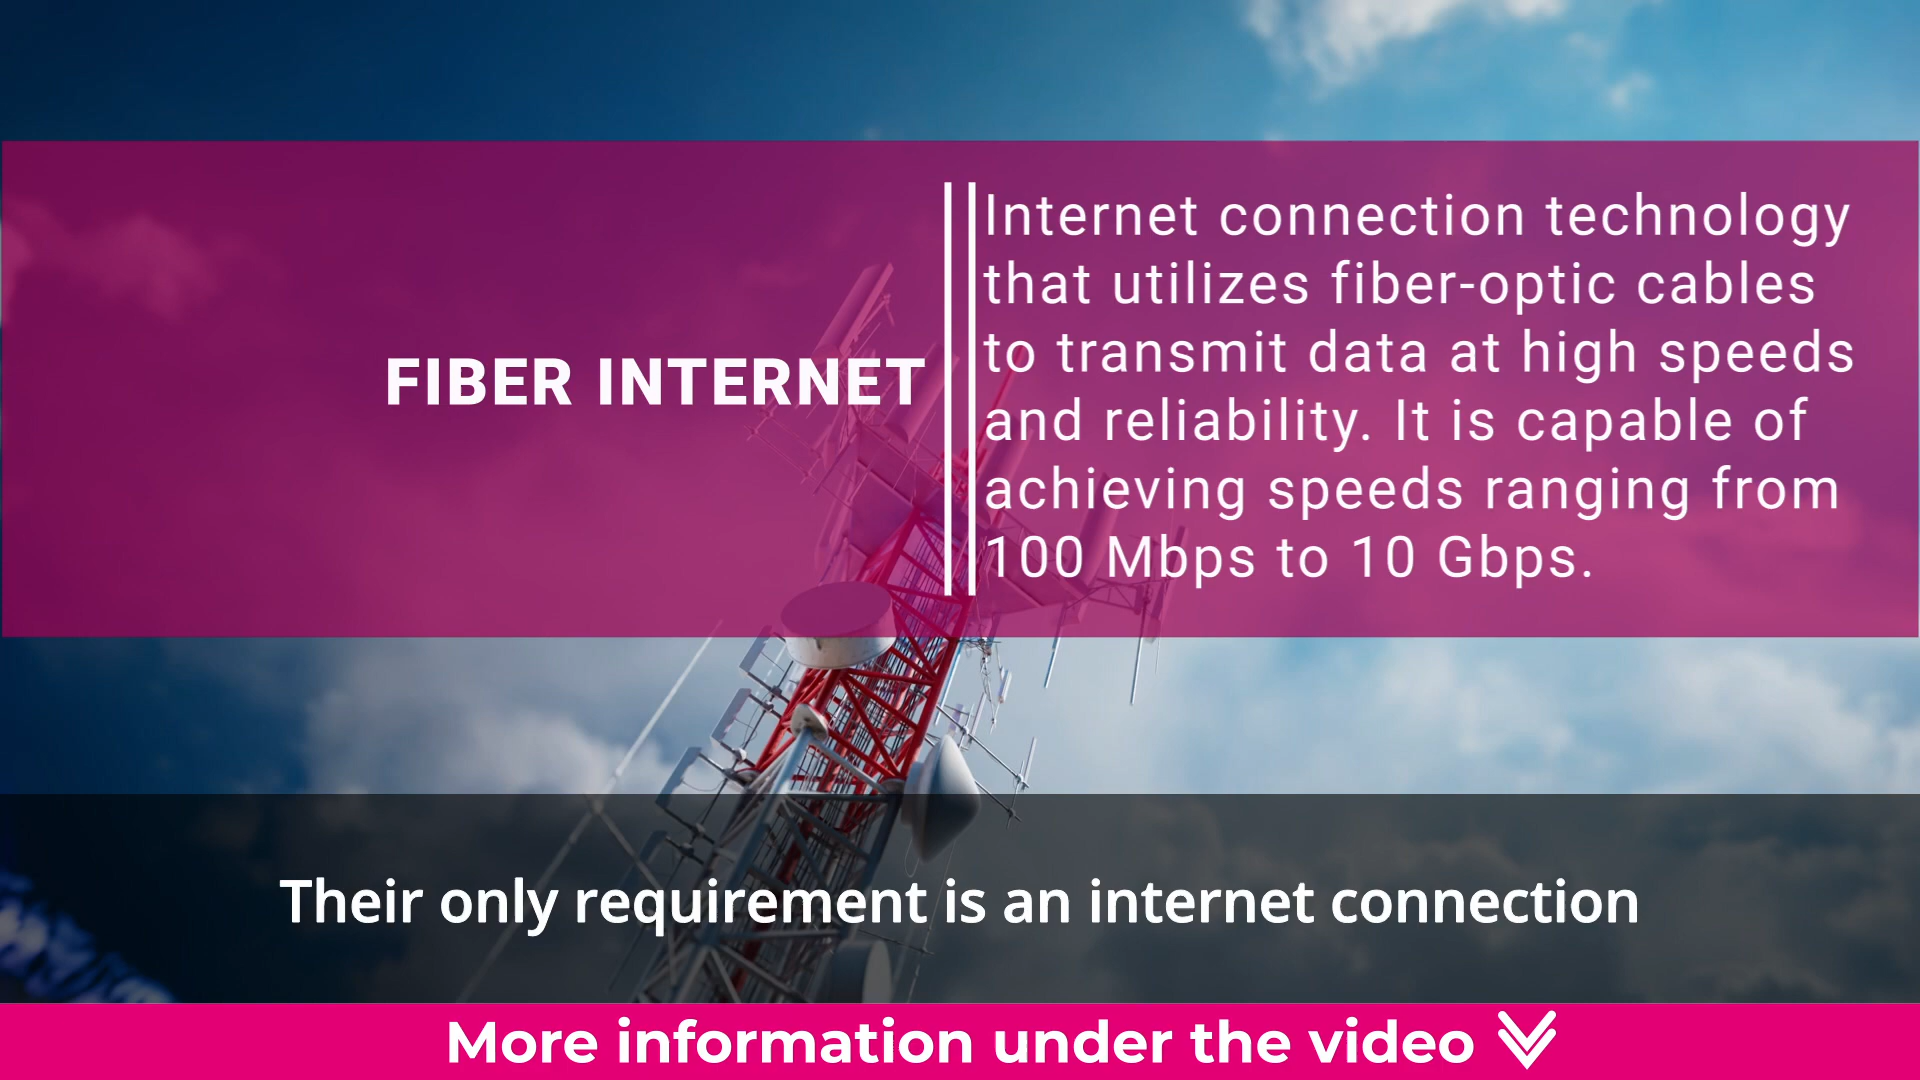 FIBER INTERNET
Internet connection technology
that utilizes fiber-optic cables
to transmit data at high speeds
and reliability. It is capable of
achieving speeds ranging from
100 Mbps to 10 Gbps.
Their only requirement is an internet connection
More information under the video